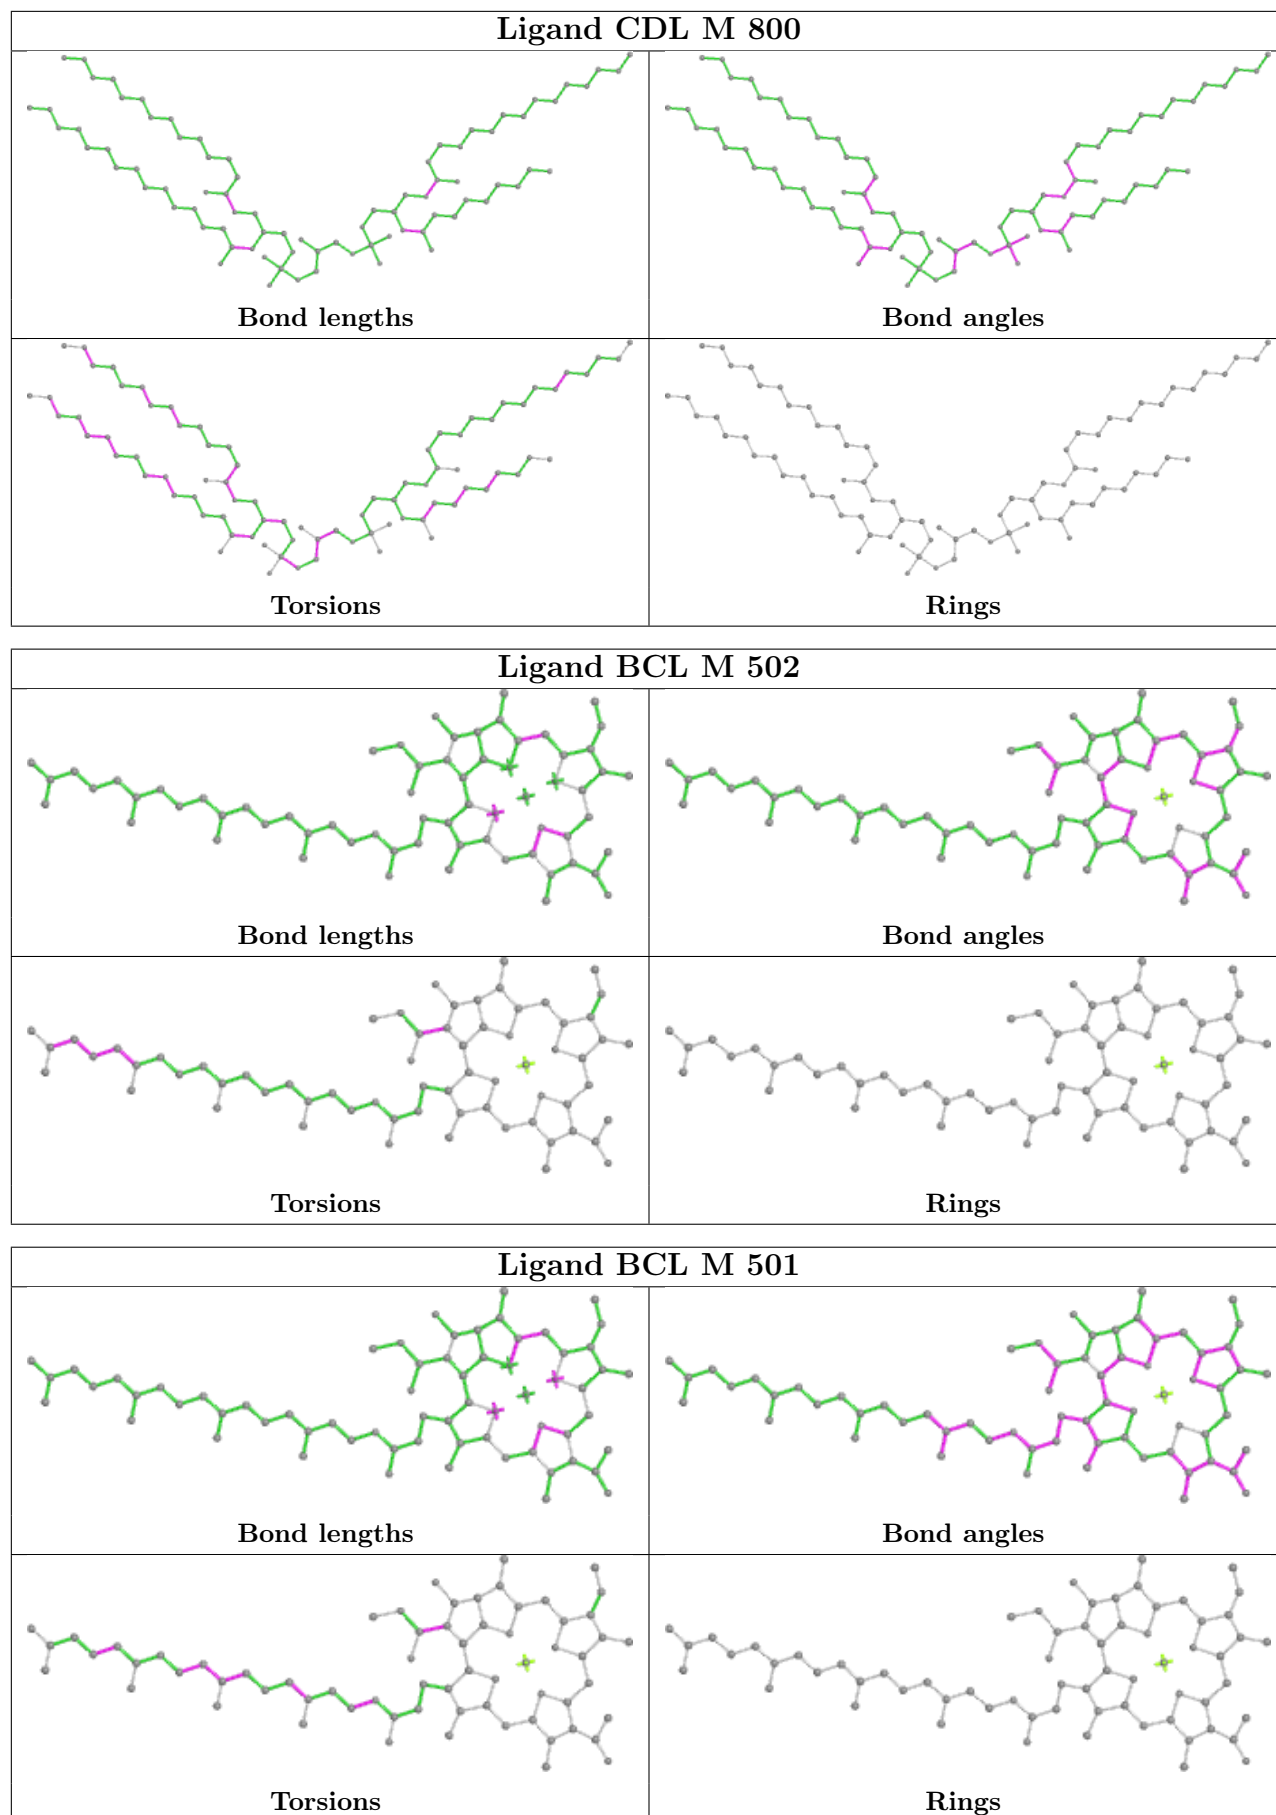 Ligand CDL M 800
Bond lengths
Bond angles
Torsions
Rings
Ligand BCL M 502
Bond lengths
Bond angles
Torsions
Rings
Ligand BCL M 501
Bond lengths
Bond angles
Torsions
Rings